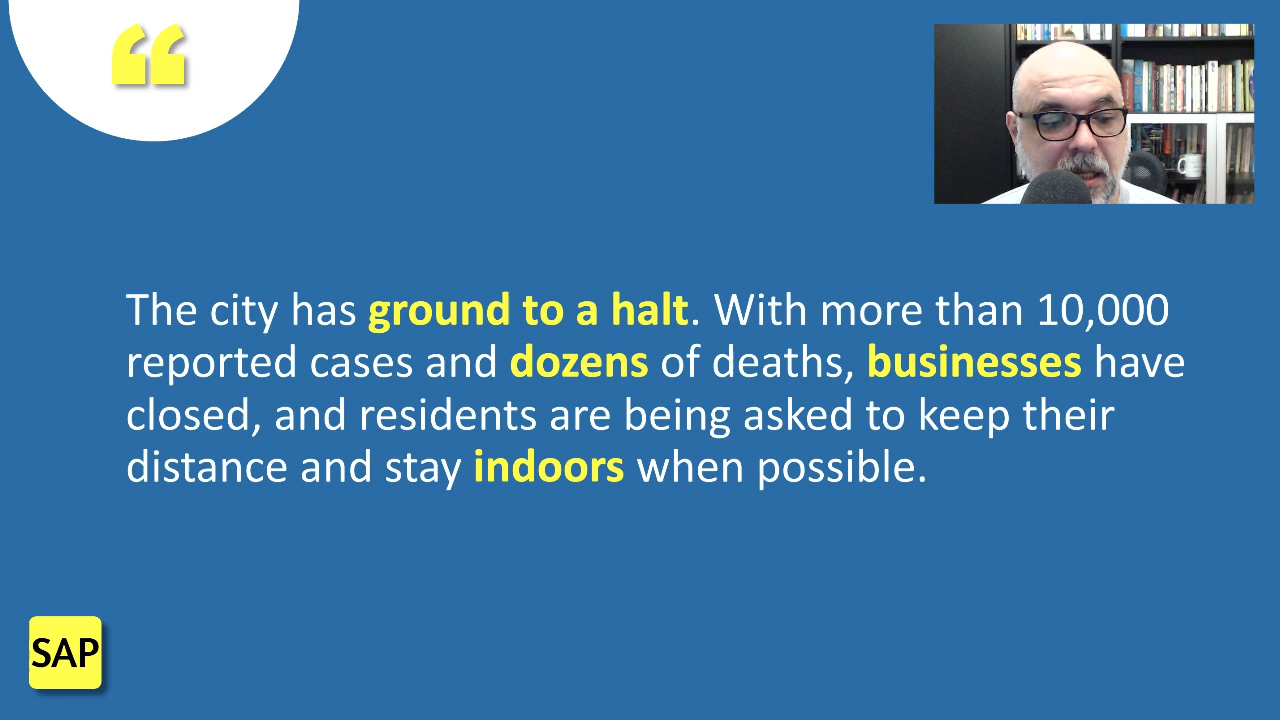 “
The city has ground to a halt. With more than 10,000
reported cases and dozens of deaths, businesses have
closed, and residents are being asked to keep their
distance and stay indoors when possible.
SAP